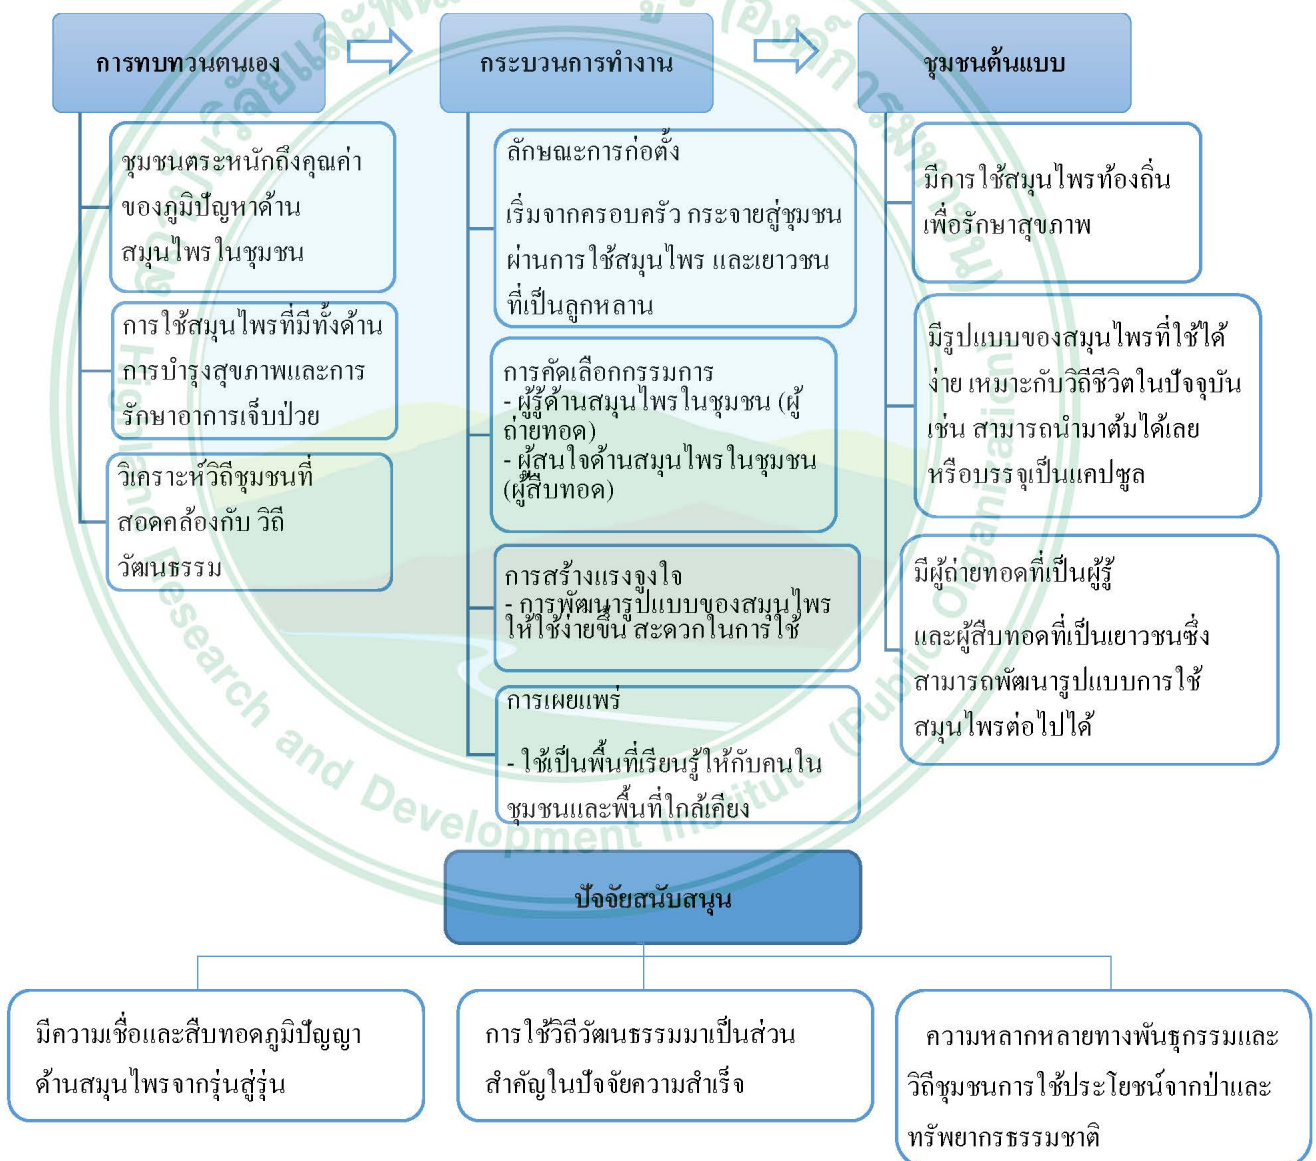 การทบทวนตนเอง
ชุมชนตระหนักถึงคุณค่า
ของภูมิปัญหาด้าน
สมุนไพรในชุมชน
การใช้สมุนไพรที่มีทั้งด้าน
การบำรุงสุขภาพและการ
รักษาอาการเจ็บป่วย
วิเคราะห์วิถีชุมชนที่
สอดคล้องกับ วิถี
วัฒนธรรม
กระบวนการทำงาน
ลักษณะการก่อตั้ง
เริ่มจากครอบครัว กระจายสู่ชุมชน
ผ่านการใช้สมุนไพร และเยาวชน
ที่เป็นลูกหลาน
การคัดเลือกกรรมการ
- ผู้รู้ด้านสมุนไพรในชุมชน (ผู้
ถ่ายทอด)
- ผู้สนใจด้านสมุนไพรในชุมชน
(ผู้สืบทอด)
การสร้างแรงจูงใจ
- การพัฒนารูปแบบของสมุนไพร
ให้ใช้ง่ายขึ้น สะดวกในการใช้
การเผยแพร่
- ใช้เป็นพื้นที่เรียนรู้ให้กับคนใน
ชุมชนและพื้นที่ใกล้เคียง
ชุมชนต้นแบบ
มีการใช้สมุนไพรท้องถิ่น
เพื่อรักษาสุขภาพ
มีรูปแบบของสมุนไพรที่ใช้ได้
ง่าย เหมาะกับวิถีชีวิตในปัจจุบัน
เช่น สามารถนำมาต้มได้เลย
หรือบรรจุเป็นแคปซูล
มีผู้ถ่ายทอดที่เป็นผู้รู้
และผู้สืบทอดที่เป็นเยาวชนซึ่ง
สามารถพัฒนารูปแบบการใช้
สมุนไพรต่อไปได้
ปัจจัยสนับสนุน
มีความเชื่อและสืบทอดภูมิปัญญา
ด้านสมุนไพรจากรุ่นสู่รุ่น
การใช้วิถีวัฒนธรรมมาเป็นส่วน
สำคัญในปัจจัยความสำเร็จ
ความหลากหลายทางพันธุกรรมและ
วิถีชุมชนการใช้ประโยชน์จากป่าและ
ทรัพยากรธรรมชาติ
(องค์การมหาชน)
Highland Research and Development Institute (Public Organization)